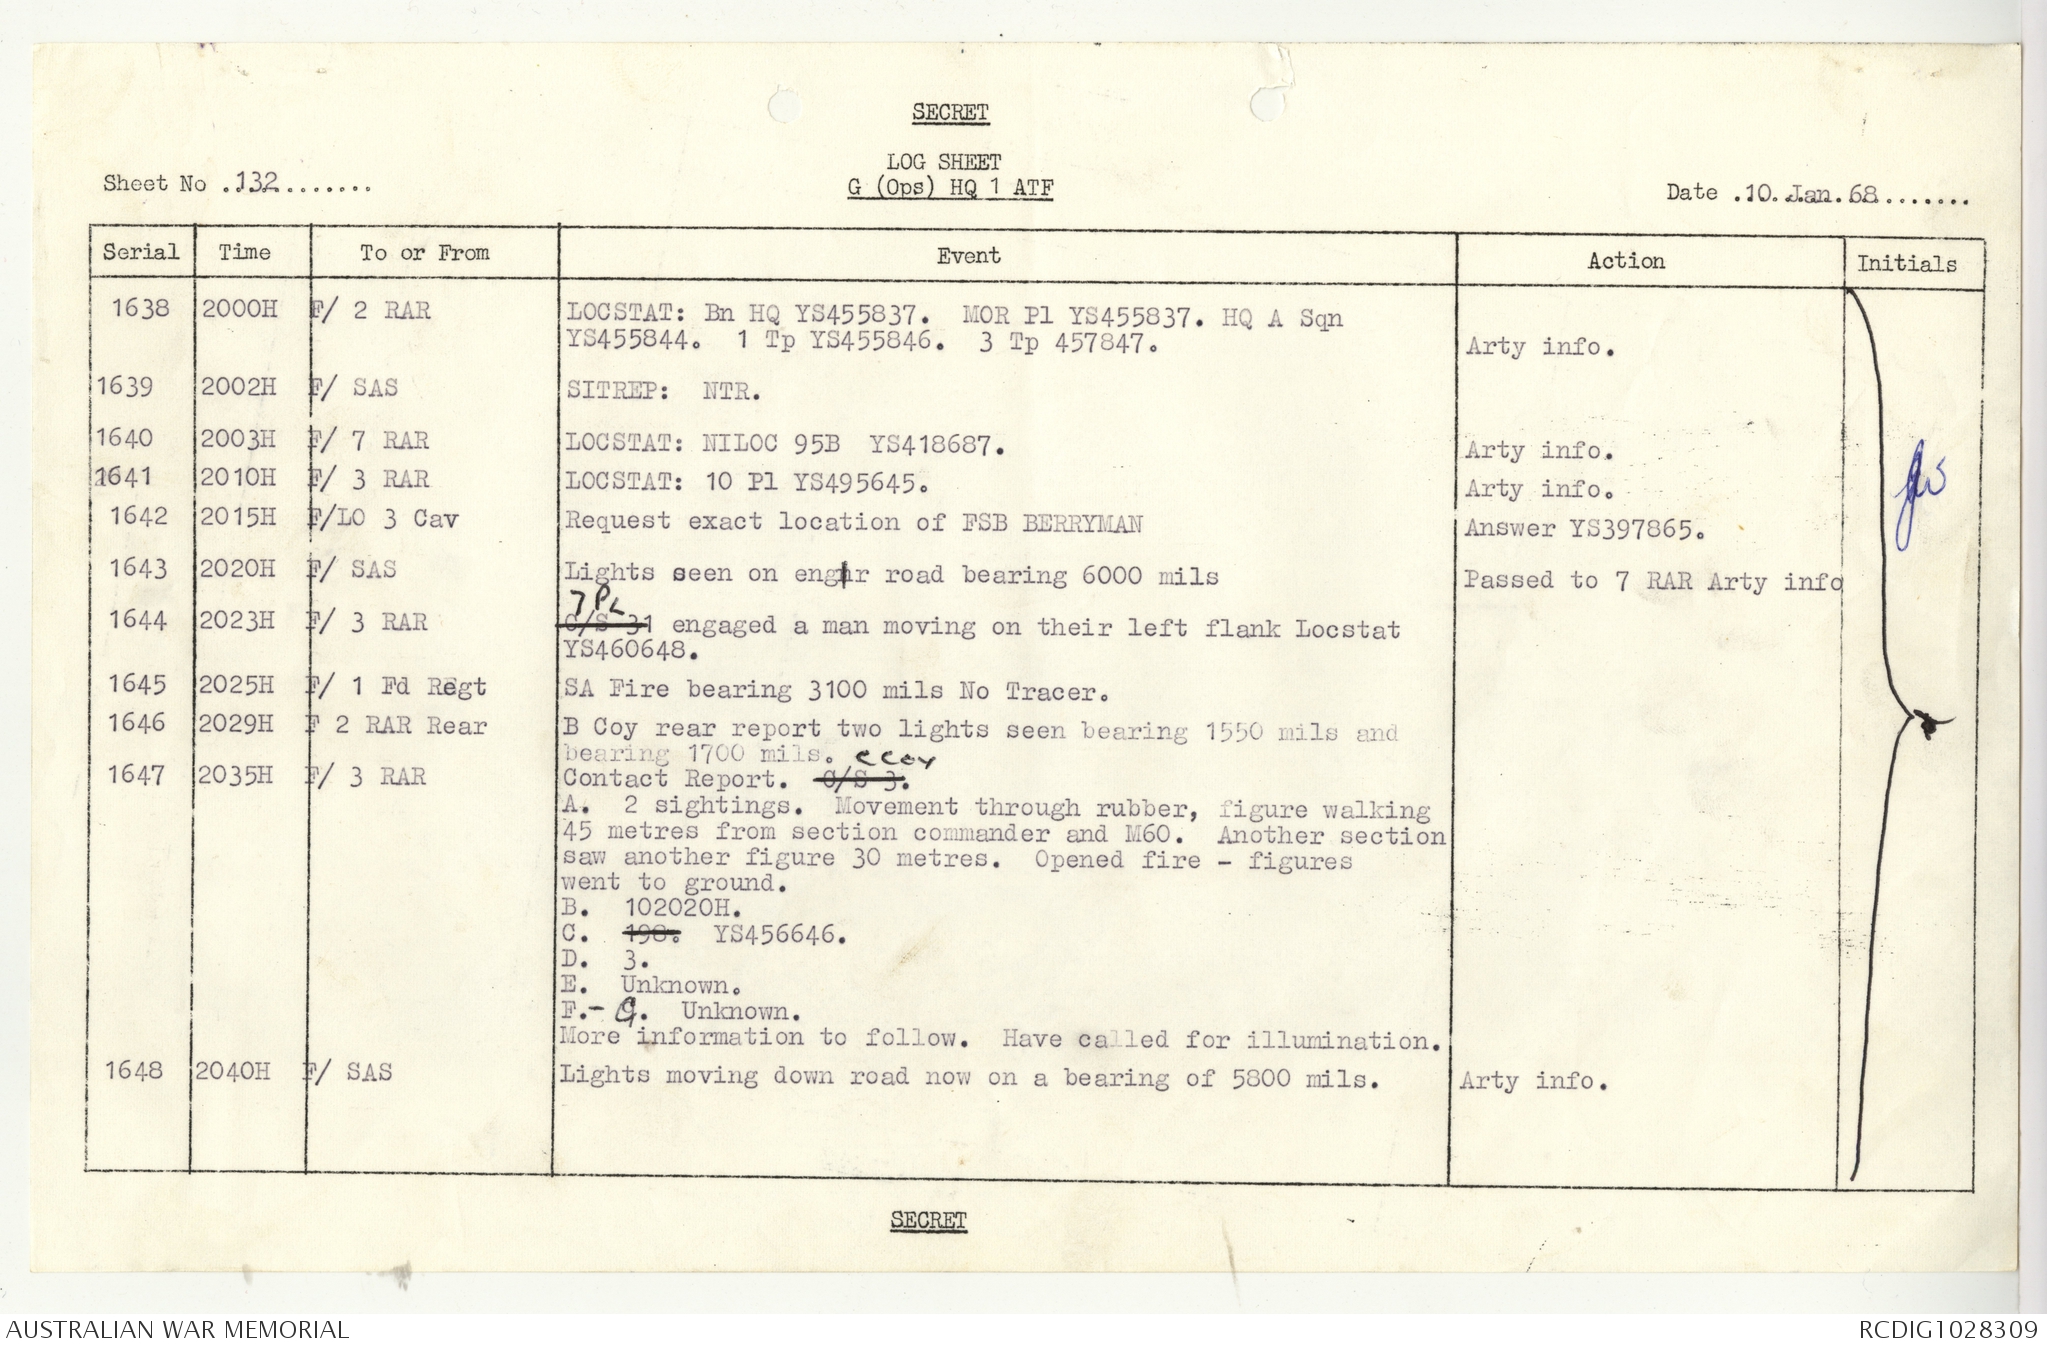 SECRET
LOG SHEET
G (Ops) HQ 1 ATF
Sheet No .132...........
Date .10.Jan.68........
Serial Time To or From Event Action Initials
1638 2000H F/ 2 RAR LOCSTAT: Bn HQ YS455837. MOR Pl YS455837. HQ A Sqn
YS455844. 1 Tp YS455846. 3 Tp 457847. Arty info.
1639 2002H F/ SAS SITREP: NTR.
1640 2003H F/ 7 RAR LOCSTAT: NILOC 95B YS418687. Arty info.
1641 2010H F/ 3 RAR LOCSTAT: 10 Pl YS495645. Arty info.
1642 2015H F/LO 3 Cav Request exact location of FSB BERRYMAN Answer YS397865.
1643 2020H F/ SAS Lights seen on engr road bearing 6000 mils Passed to 7 RAR Arty info
7 PL
1644 2023H F/ 3 RAR C/S 31 engaged a man moving on their left flank Locstat
YS460648.
1645 2025H F/ 1 Fd Regt SA Fire bearing 3100 mils No Tracer.
1646 2029H F 2 RAR Rear B Coy rear report two lights seen bearing 1550 mils and
bearing 1700 mils.
C Coy
1647 2035H F/ 3 RAR Contact Report. C/S 3.
A. 2 sightings. Movement through rubber, figure walking
45 metres from section commander and M60. Another section
saw another figure 30 metres. Opened fire - figures
went to ground.
B. 102020H.
C. 198. YS456646.
D. 3.
E. Unknown.
F.- G. Unknown.
More information to follow. Have called for illumination.
1648 2040H F/ SAS Lights moving down road now on a bearing of 5800 mils. Arty info.
SECRET
AUSTRALIAN WAR MEMORIAL
RCDIG1028309